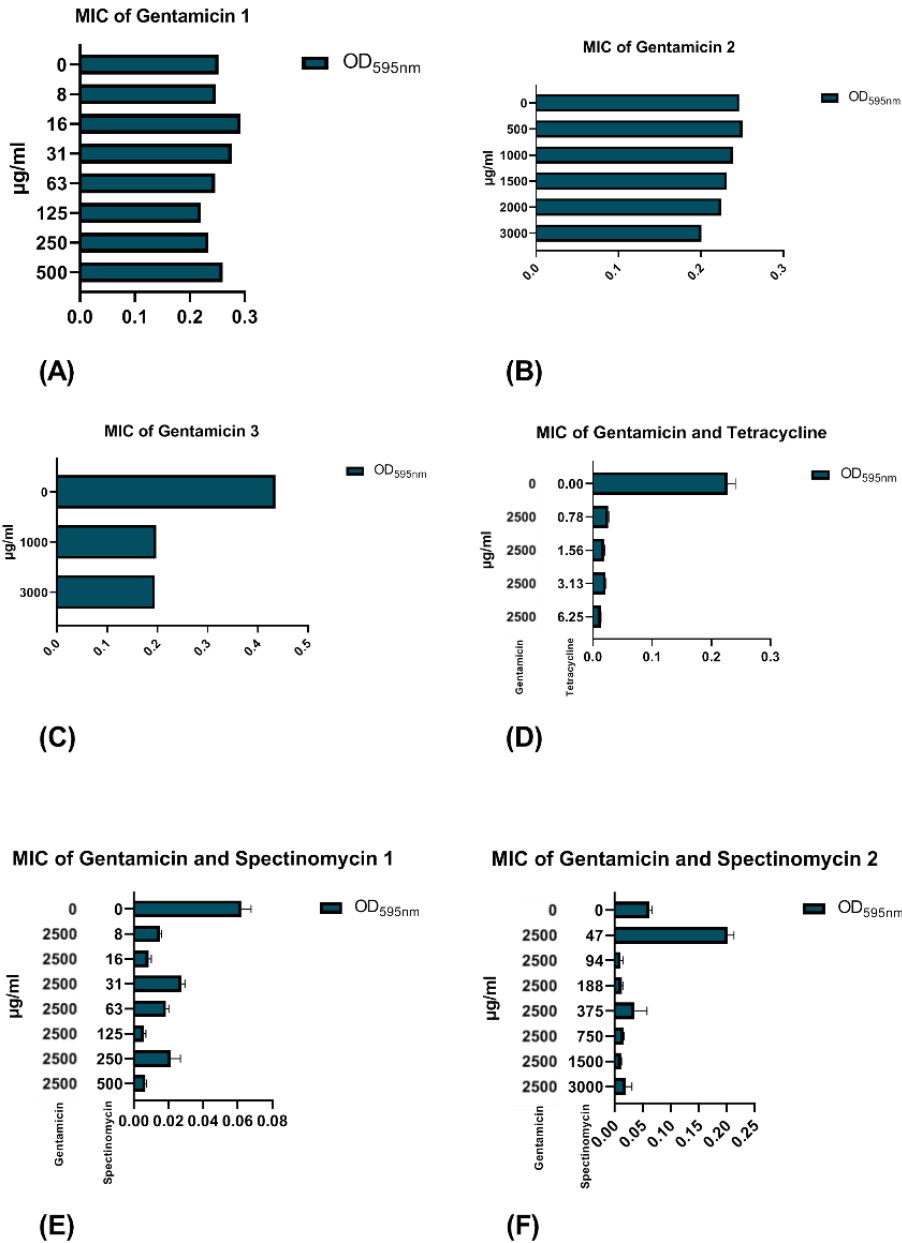 MIC of Gentamicin 1
OD595nm
µg/ml
0
8
16
31
63
125
250
500
0.0 0.1 0.2 0.3
(A)
MIC of Gentamicin 2
OD595nm
µg/ml
0
500
1000
1500
2000
3000
0.0 0.1 0.2 0.3
(B)
MIC of Gentamicin 3
OD595nm
µg/ml
0
1000
3000
0.0 0.1 0.2 0.3 0.4 0.5
(C)
MIC of Gentamicin and Tetracycline
OD595nm
µg/ml
0 0.00
2500 0.78
2500 1.56
2500 3.13
2500 6.25
0.0 0.1 0.2 0.3
Gentamicin
Tetracycline
(D)
MIC of Gentamicin and Spectinomycin 1
OD595nm
µg/ml
0 0
2500 8
2500 16
2500 31
2500 63
2500 125
2500 250
2500 500
0.00 0.02 0.04 0.06 0.08
Gentamicin
Spectinomycin
(E)
MIC of Gentamicin and Spectinomycin 2
OD595nm
µg/ml
0 0
2500 47
2500 94
2500 188
2500 375
2500 750
2500 1500
2500 3000
0.00 0.05 0.10 0.15 0.20 0.25
Gentamicin
Spectinomycin
(F)